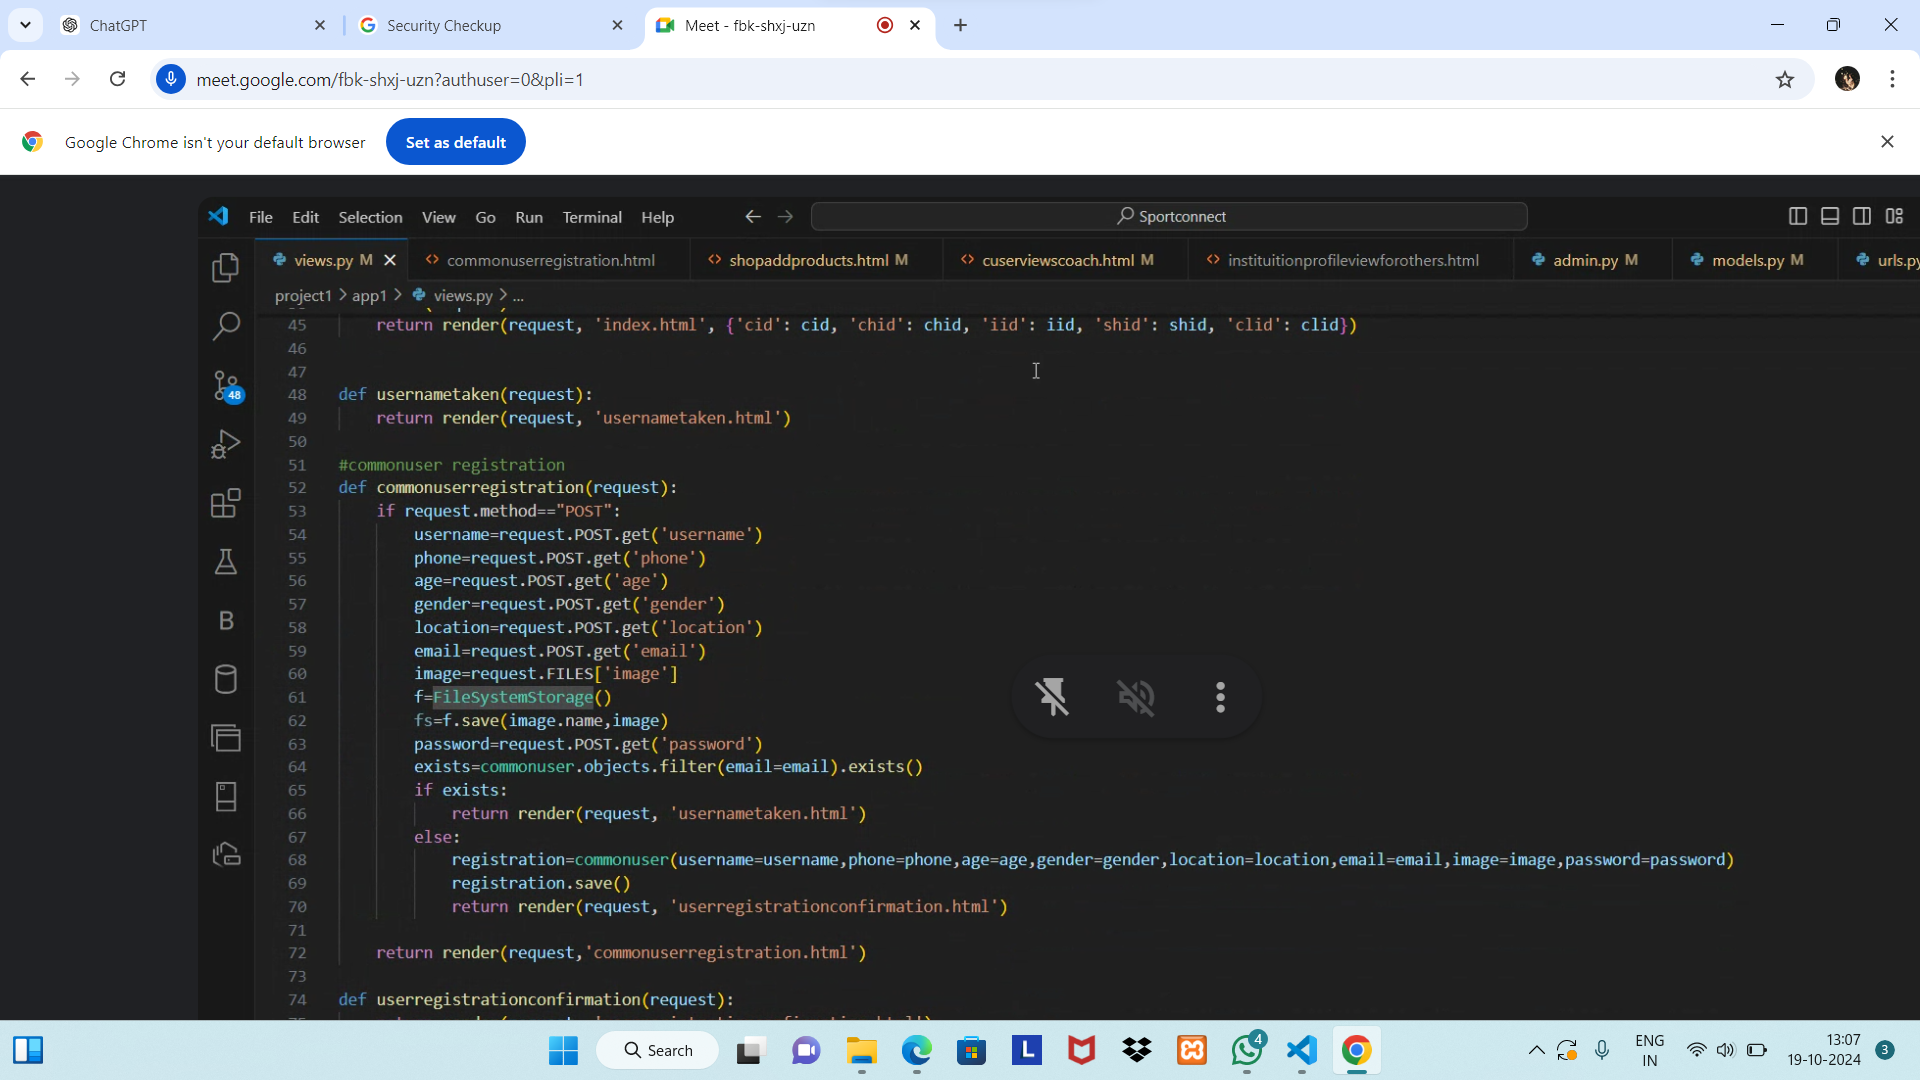 ChatGPT
Security Checkup
Meet - fbk-shxj-uzn
meet.google.com/fbk-shxj-uzn?authuser=0&pli=1
Google Chrome isn't your default browser
Set as default
File Edit Selection View Go Run Terminal Help
Sportconnect
views.py M
commonuserregistration.html
shopaddproducts.html M
cuserviewscoach.html M
instituitionprofileviewforothers.html
admin.py M
models.py M
urls.py
project1 > app1 > views.py > ...
45 return render(request, 'index.html', {'cid': cid, 'chid': chid, 'iid': iid, 'shid': shid, 'clid': clid})
46
47
48 def usernametaken(request):
49 return render(request, 'usernametaken.html')
50
51 #commonuser registration
52 def commonuserregistration(request):
53 if request.method=="POST":
54 username=request.POST.get('username')
55 phone=request.POST.get('phone')
56 age=request.POST.get('age')
57 gender=request.POST.get('gender')
58 location=request.POST.get('location')
59 email=request.POST.get('email')
60 image=request.FILES['image']
61 f=FileSystemStorage()
62 fs=f.save(image.name,image)
63 password=request.POST.get('password')
64 exists=commonuser.objects.filter(email=email).exists()
65 if exists:
66 return render(request, 'usernametaken.html')
67 else:
68 registration=commonuser(username=username,phone=phone,age=age,gender=gender,location=location,email=email,image=image,password=password)
69 registration.save()
70 return render(request, 'userregistrationconfirmation.html')
71
72 return render(request,'commonuserregistration.html')
73
74 def userregistrationconfirmation(request):
48
B
Search
L
4
ENG
IN
13:07
19-10-2024
3